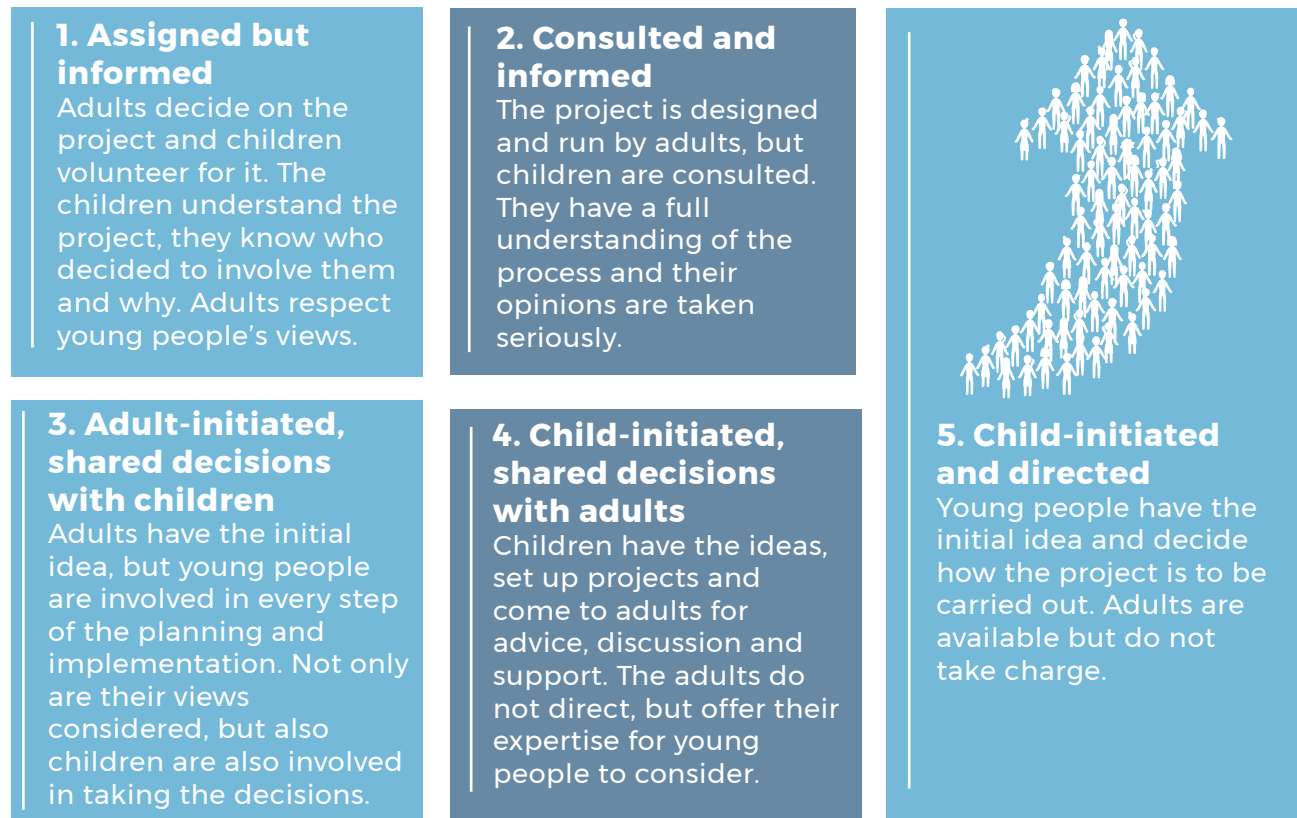 1. Assigned but
informed
Adults decide on the
project and children
volunteer for it. The
children understand the
project, they know who
decided to involve them
and why. Adults respect
young people’s views.
2. Consulted and
informed
The project is designed
and run by adults, but
children are consulted.
They have a full
understanding of the
process and their
opinions are taken
seriously.
3. Adult-initiated,
shared decisions
with children
Adults have the initial
idea, but young people
are involved in every step
of the planning and
implementation. Not only
are their views
considered, but also
children are also involved
in taking the decisions.
4. Child-initiated,
shared decisions
with adults
Children have the ideas,
set up projects and
come to adults for
advice, discussion and
support. The adults do
not direct, but offer their
expertise for young
people to consider.
5. Child-initiated
and directed
Young people have the
initial idea and decide
how the project is to be
carried out. Adults are
available but do not
take charge.